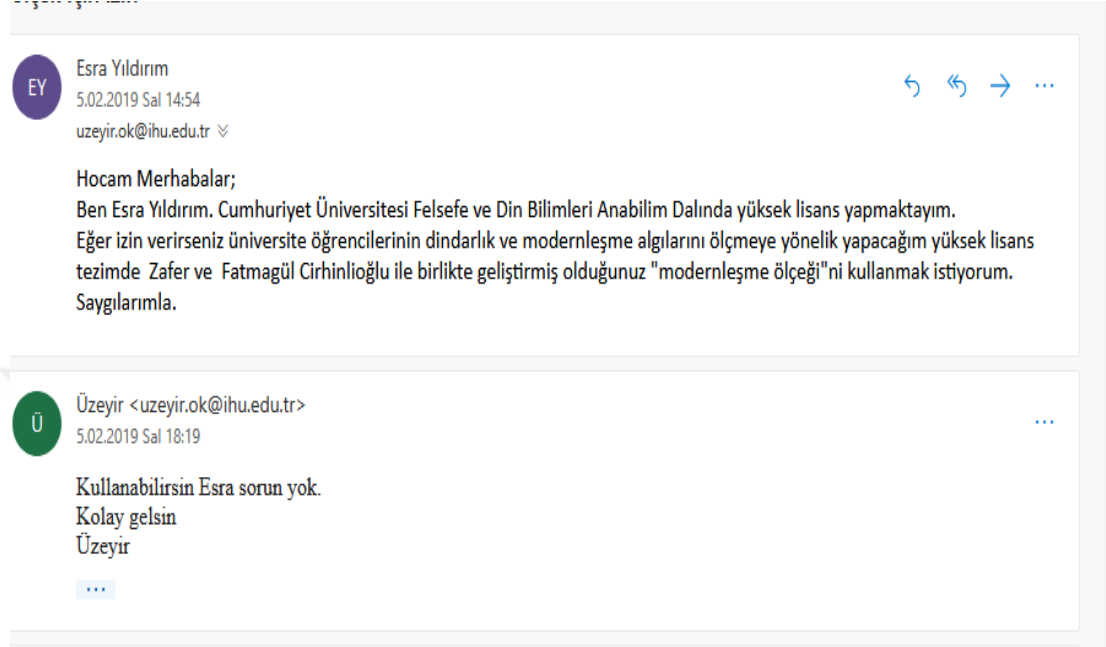 EY
Esra Yıldırım
5.02.2019 Sal 14:54
uzeyir.ok@ihu.edu.tr
Hocam Merhabalar;
Ben Esra Yıldırım. Cumhuriyet Üniversitesi Felsefe ve Din Bilimleri Anabilim Dalında yüksek lisans yapmaktayım.
Eğer izin verirseniz üniversite öğrencilerinin dindarlık ve modernleşme algılarını ölçmeye yönelik yapacağım yüksek lisans
tezimde Zafer ve Fatmagül Cirhinlioğlu ile birlikte geliştirmiş olduğunuz "modernleşme ölçeği"ni kullanmak istiyorum.
Saygılarımla.
Ü
Üzeyir <uzeyir.ok@ihu.edu.tr>
5.02.2019 Sal 18:19
Kullanabilirsin Esra sorun yok.
Kolay gelsin
Üzeyir